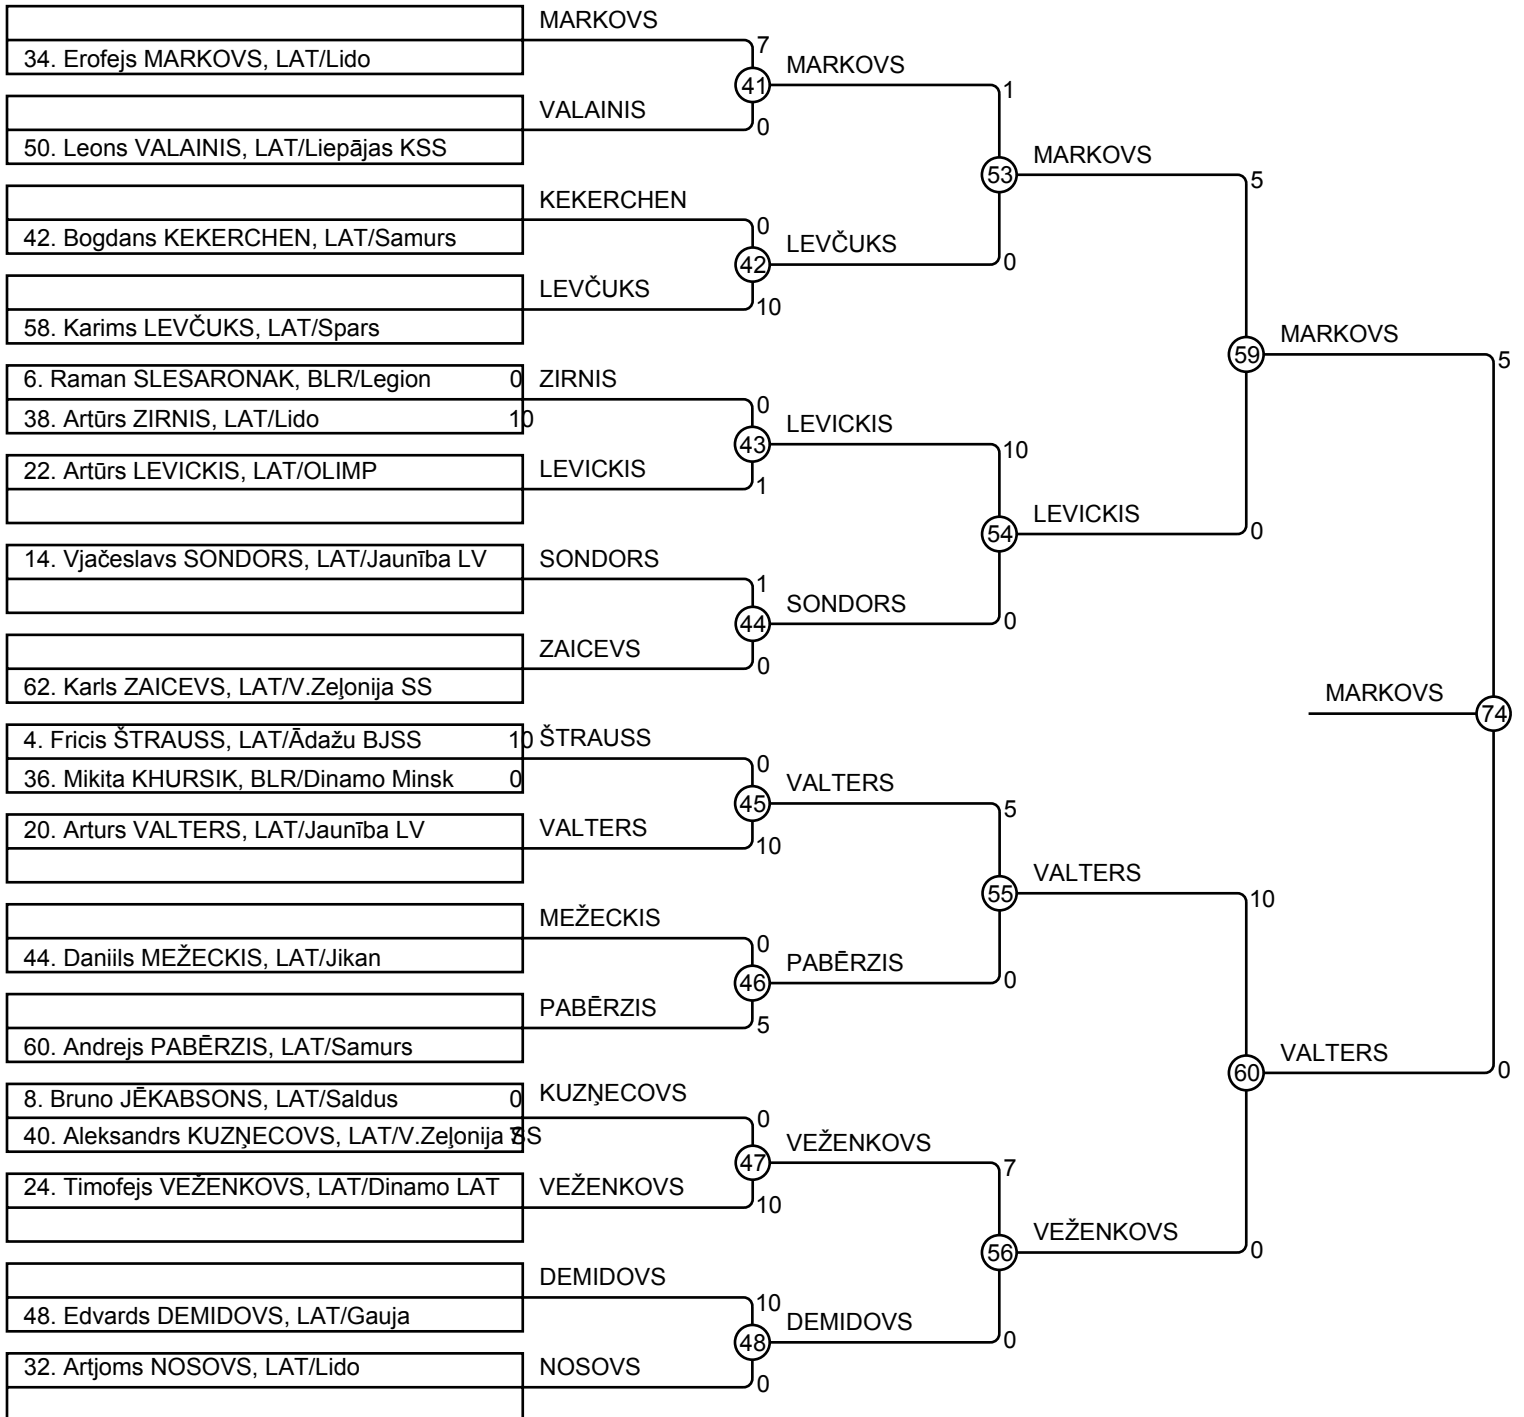 MARKOVS
34. Erofejs MARKOVS, LAT/Lido
7
41
MARKOVS
1
VALAINIS
0
50. Leons VALAINIS, LAT/Liepājas KSS
53
MARKOVS
5
KEKERCHEN
42. Bogdans KEKERCHEN, LAT/Samurs
0
42
LEVČUKS
0
LEVČUKS
10
58. Karims LEVČUKS, LAT/Spars
59
MARKOVS
5
6. Raman SLESARONAK, BLR/Legion 0
ZIRNIS
38. Artūrs ZIRNIS, LAT/Lido 10
0
43
LEVICKIS
10
22. Artūrs LEVICKIS, LAT/OLIMP
LEVICKIS
1
54
LEVICKIS
0
14. Vjačeslavs SONDORS, LAT/Jaunība LV
SONDORS
1
44
SONDORS
0
ZAICEVS
0
62. Karls ZAICEVS, LAT/V.Zeļonija SS
MARKOVS
74
4. Fricis ŠTRAUSS, LAT/Ādažu BJSS 10
ŠTRAUSS
36. Mikita KHURSIK, BLR/Dinamo Minsk 0
0
45
VALTERS
5
20. Arturs VALTERS, LAT/Jaunība LV
VALTERS
10
55
VALTERS
10
MEŽECKIS
44. Daniils MEŽECKIS, LAT/Jikan
0
46
PABĒRZIS
0
PABĒRZIS
5
60. Andrejs PABĒRZIS, LAT/Samurs
60
VALTERS
0
8. Bruno JĒKABSONS, LAT/Saldus 0
KUZŅECOVS
40. Aleksandrs KUZŅECOVS, LAT/V.Zeļonija SS
0
47
VEŽENKOVS
7
24. Timofejs VEŽENKOVS, LAT/Dinamo LAT
VEŽENKOVS
10
56
VEŽENKOVS
0
DEMIDOVS
48. Edvards DEMIDOVS, LAT/Gauja
10
48
DEMIDOVS
0
32. Artjoms NOSOVS, LAT/Lido
NOSOVS
0